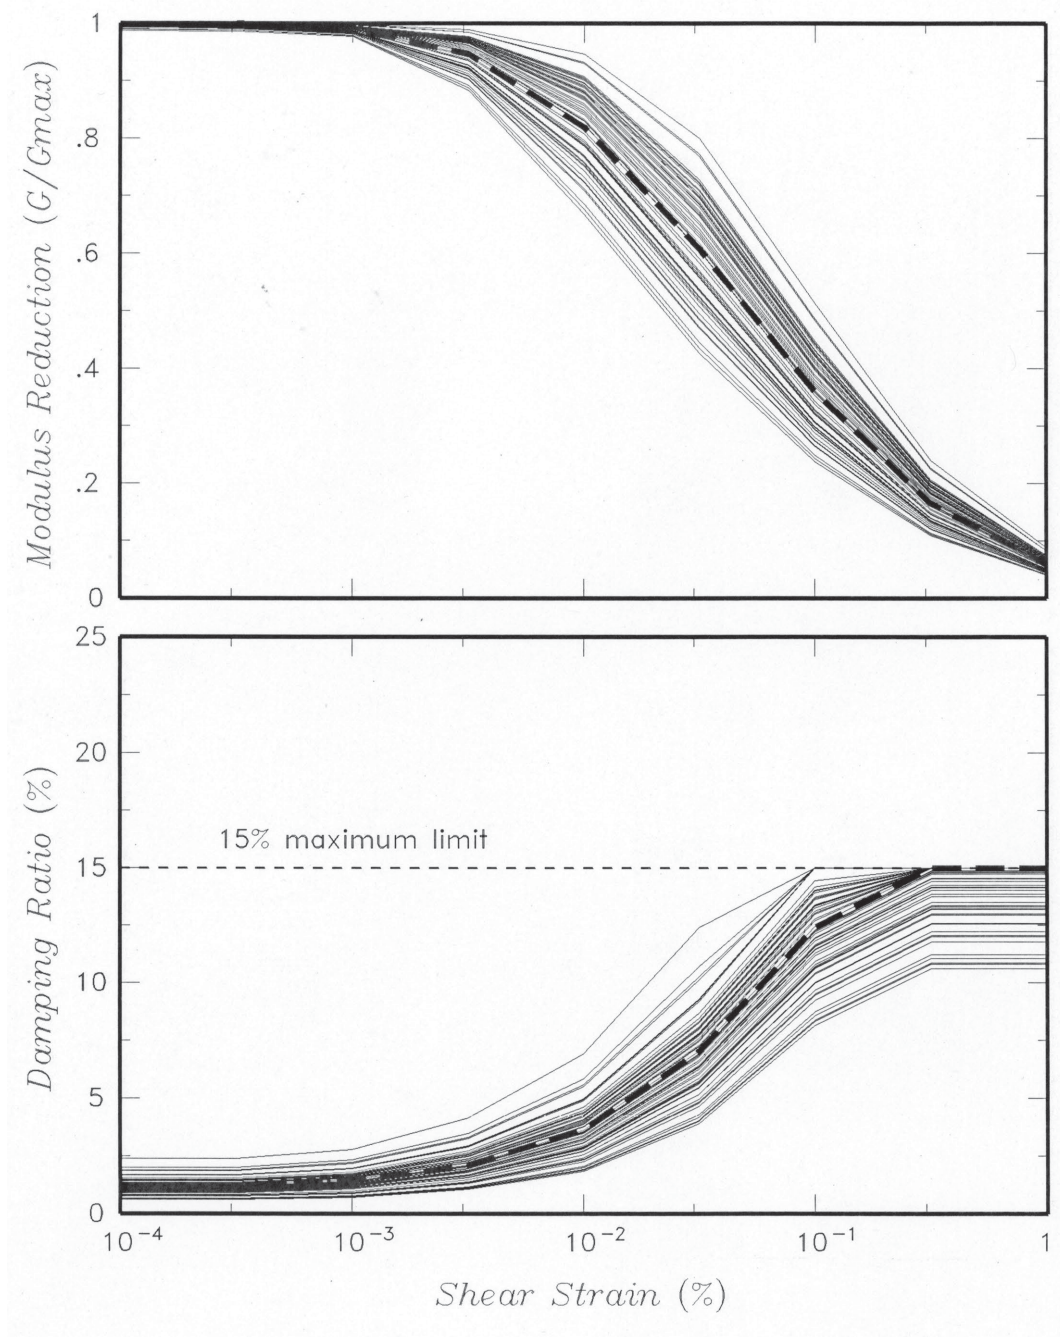 Modulus Reduction (G/Gmax)
1
.8
.6
.4
.2
0
Damping Ratio (%)
25
20
15
10
5
0
15% maximum limit
10⁻⁴ 10⁻³ 10⁻² 10⁻¹ 1
Shear Strain (%)